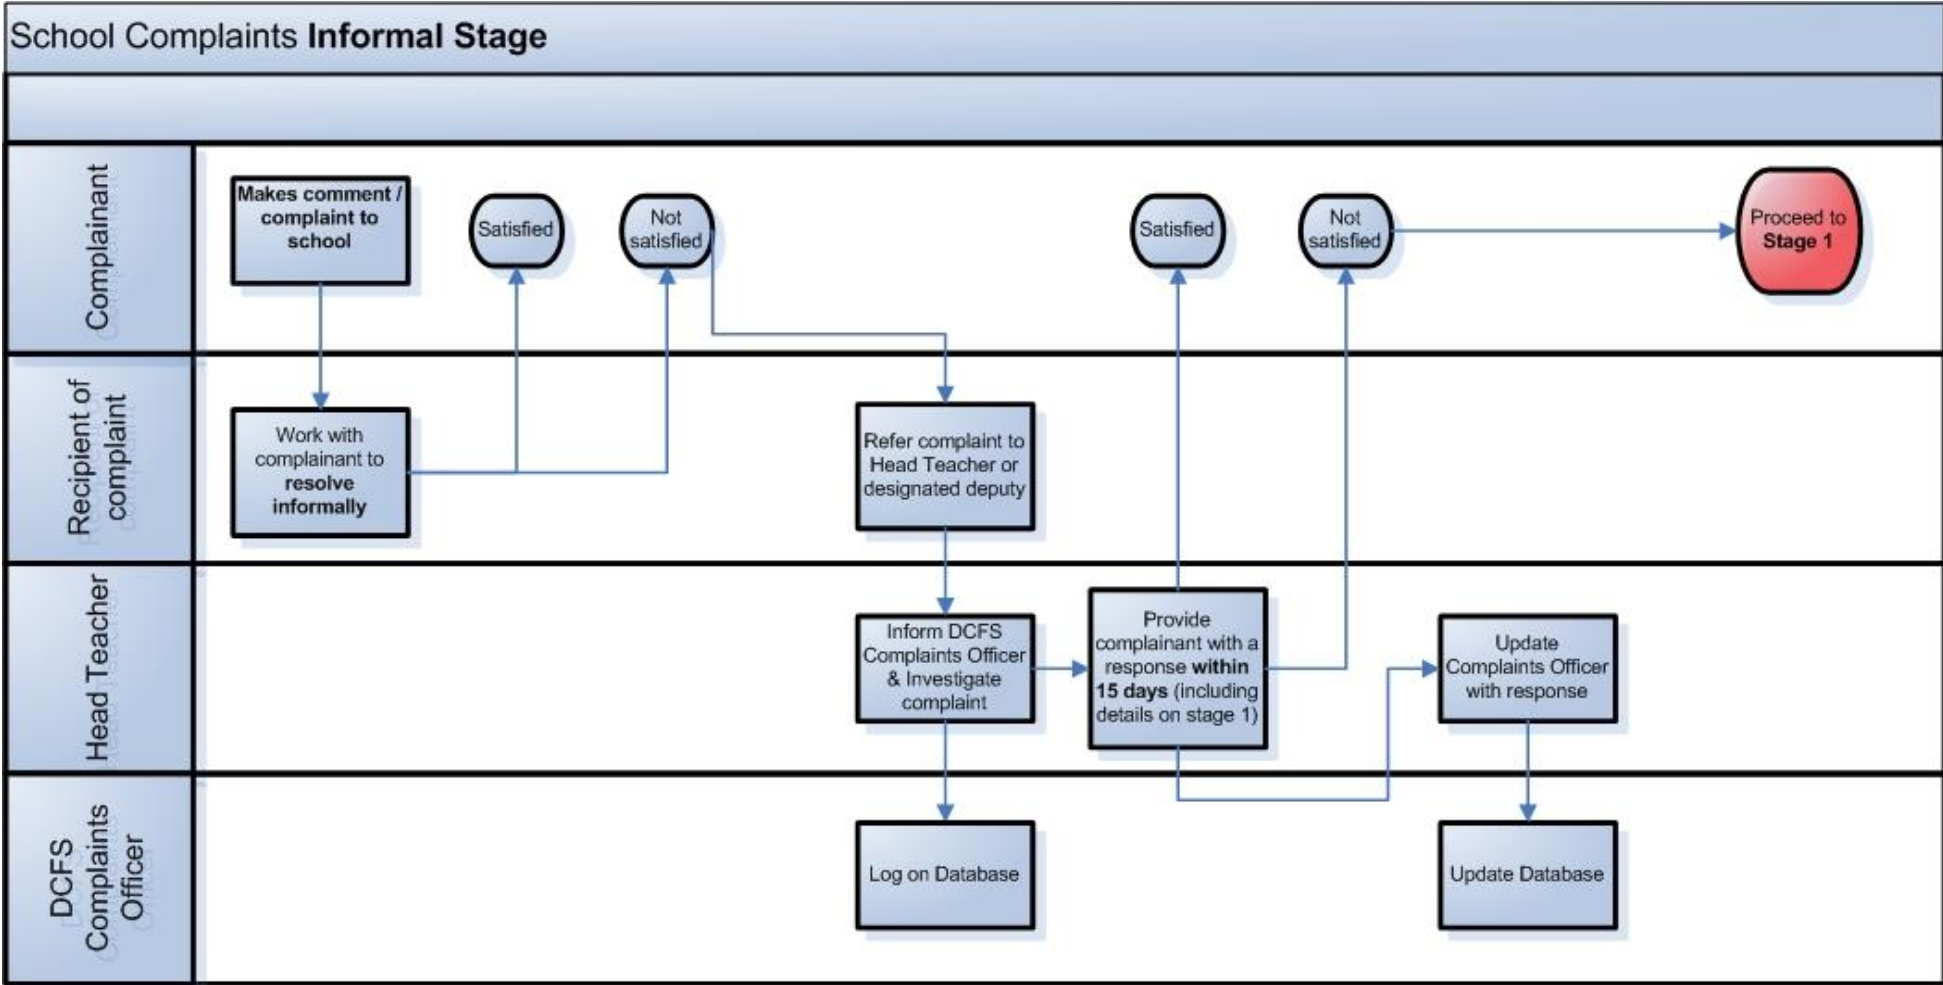 School Complaints Informal Stage
Complainant
Makes comment /
complaint to
school
Satisfied
Not
satisfied
Satisfied
Not
satisfied
Proceed to
Stage 1
Recipient of
complaint
Work with
complainant to
resolve
informally
Refer complaint to
Head Teacher or
designated deputy
Head Teacher
Inform DCFS
Complaints Officer
& Investigate
complaint
Provide
complainant with a
response within
15 days (including
details on stage 1)
Update
Complaints Officer
with response
DCFS
Complaints
Officer
Log on Database
Update Database